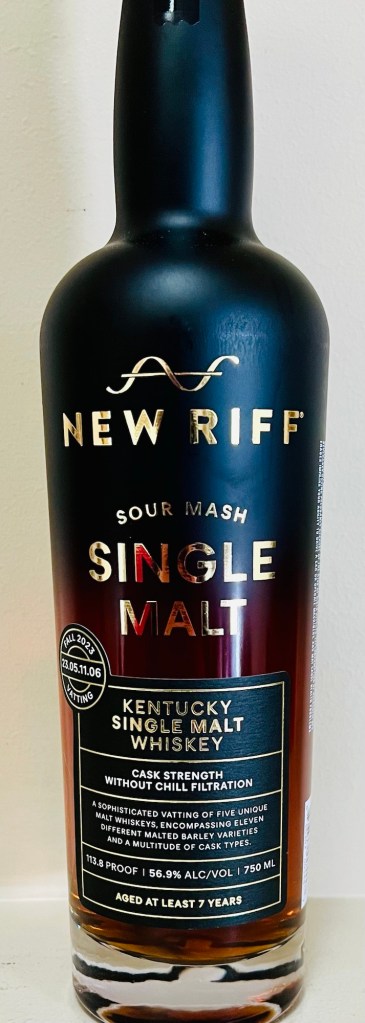 NEW RIFF®
SOUR MASH
SINGLE
MALT
FALL 2023
23.05.11.06
VATTING
KENTUCKY
SINGLE MALT
WHISKEY
CASK STRENGTH
WITHOUT CHILL FILTRATION
A SOPHISTICATED VATTING OF FIVE UNIQUE
MALT WHISKEYS, ENCOMPASSING ELEVEN
DIFFERENT MALTED BARLEY VARIETIES
AND A MULTITUDE OF CASK TYPES.
113.8 PROOF | 56.9% ALC/VOL | 750 ML
AGED AT LEAST 7 YEARS